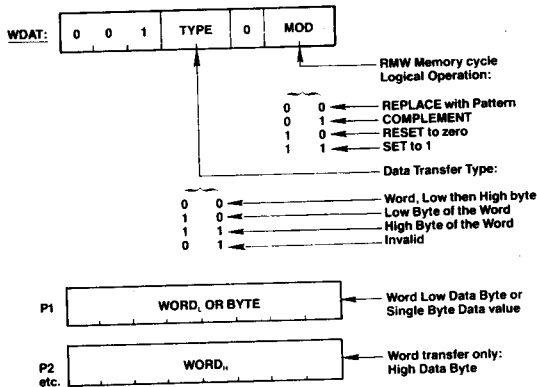 WDAT: 0 0 1 TYPE 0 MOD
RMW Memory cycle
Logical Operation:
0 0 REPLACE with Pattern
0 1 COMPLEMENT
1 0 RESET to zero
1 1 SET to 1
Data Transfer Type:
0 0 Word, Low then High byte
1 0 Low Byte of the Word
1 1 High Byte of the Word
0 1 Invalid
P1 WORDL OR BYTE
Word Low Data Byte or
Single Byte Data value
P2 WORDH
etc.
Word transfer only:
High Data Byte